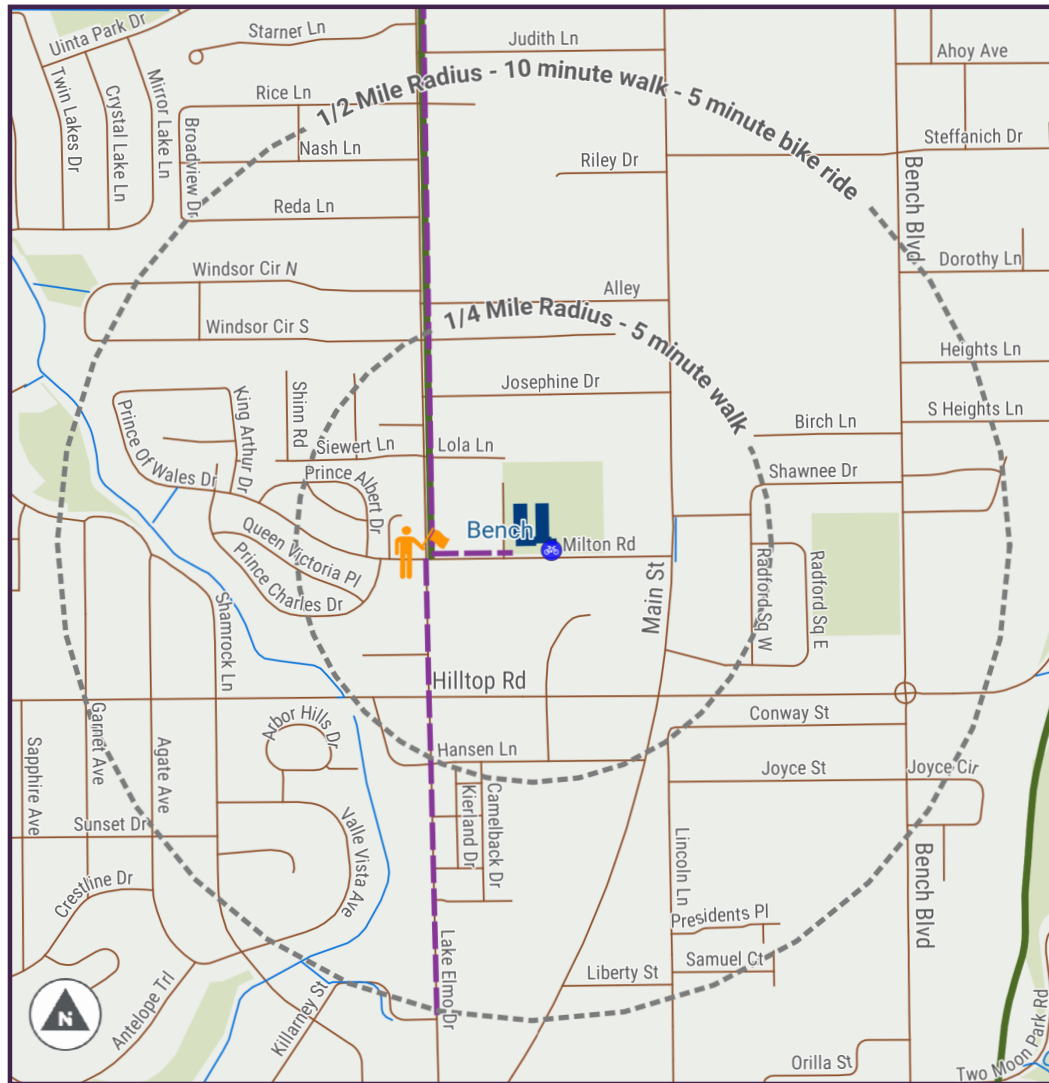 Uinta Park Dr
Starner Ln
Judith Ln
Ahoy Ave
Twin Lakes Dr
Crystal Lake Ln
Mirror Lake Ln
1/2 Mile Radius - 10 minute walk - 5 minute bike ride
Rice Ln
Broadview Dr
Nash Ln
Riley Dr
Steffanich Dr
Bench Blvd
Reda Ln
Windsor Cir N
Dorothy Ln
Alley
1/4 Mile Radius - 5 minute walk
Windsor Cir S
Heights Ln
Josephine Dr
Shimn Rd
King Arthur Dr
Prince Of Wales Dr
S Heights Ln
Birch Ln
Siewert Ln
Lola Ln
Prince Albert Dr
Shawnee Dr
Queen Victoria Pl
Bench
Milton Rd
Prince Charles Dr
Main St
Radford Sq W
Radford Sq E
Shamrock Ln
Hilltop Rd
Garnet Ave
Arbor Hills Dr
Conway St
Sapphire Ave
Agate Ave
Hansen Ln
Joyce St
Joyce Cir
Kierland Dr
Camelback Dr
Sunset Dr
Valle Vista Ave
Lincoln Ln
Bench Blvd
Crestline Dr
Presidents Pl
Lake Elmo Dr
Samuel Ct
Liberty St
Antelope Trl
Killarney St
N
Orilla St
Two Moon Park Rd